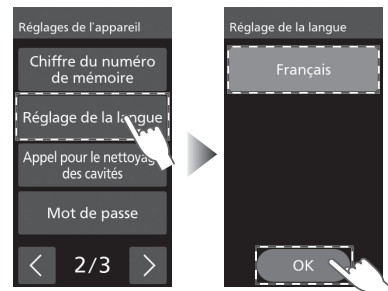 Réglages de l'appareil
Chiffre du numéro
de mémoire
Réglage de la langue
Appel pour le nettoyage
des cavités
Mot de passe
< 2/3 >
Réglage de la langue
Français
OK